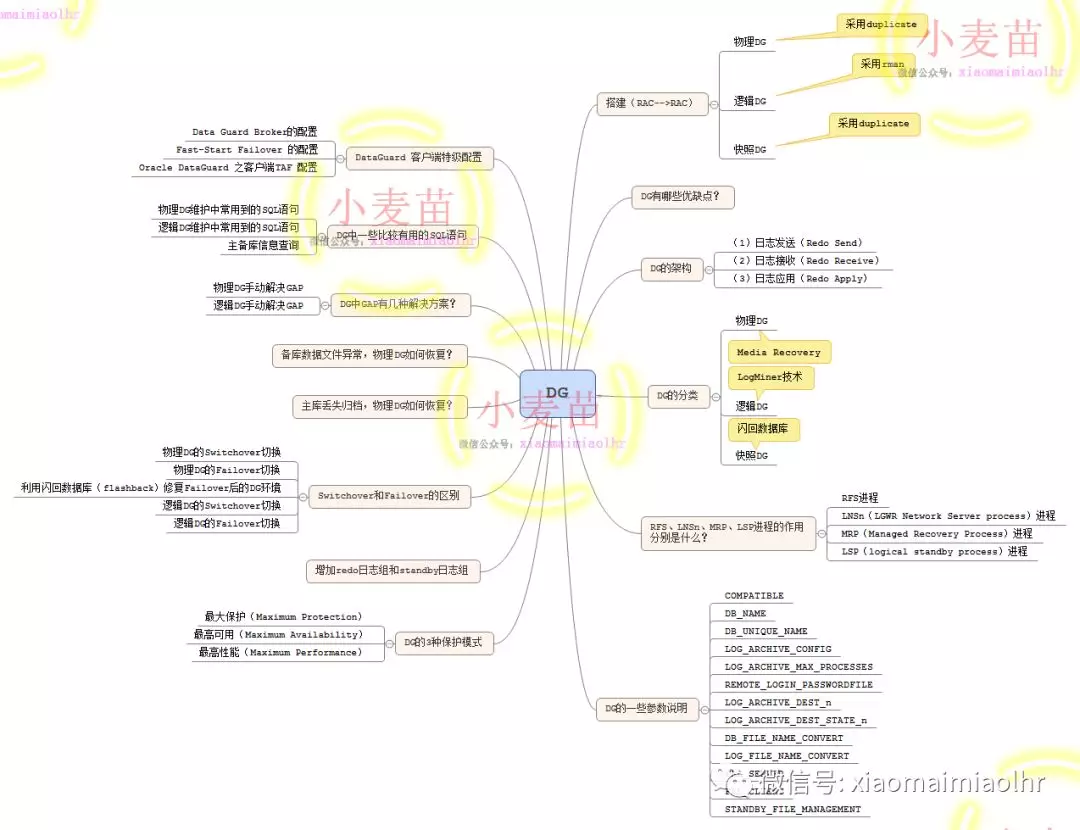 DG
搭建（RAC-->RAC）
物理DG
采用duplicate
逻辑DG
采用rman
快照DG
采用duplicate
DG有哪些优缺点?
DG的架构
（1）日志发送（Redo Send）
（2）日志接收（Redo Receive）
（3）日志应用（Redo Apply）
DG的分类
物理DG
Media Recovery
LogMiner技术
逻辑DG
闪回数据库
快照DG
RFS、LNSn、MRP、LSP进程的作用
分别是什么?
RFS进程
LNSn（LGWR Network Server process）进程
MRP（Managed Recovery Process）进程
LSP（logical standby process）进程
DG的一些参数说明
COMPATIBLE
DB_NAME
DB_UNIQUE_NAME
LOG_ARCHIVE_CONFIG
LOG_ARCHIVE_MAX_PROCESSES
REMOTE_LOGIN_PASSWORDFILE
LOG_ARCHIVE_DEST_n
LOG_ARCHIVE_DEST_STATE_n
DB_FILE_NAME_CONVERT
LOG_FILE_NAME_CONVERT
STANDBY_FILE_MANAGEMENT
DataGuard 客户端特级配置
Data Guard Broker的配置
Fast-Start Failover 的配置
Oracle DataGuard 之客户端TAF 配置
DG中一些比较有用的SQL语句
物理DG维护中常用到的SQL语句
逻辑DG维护中常用到的SQL语句
主备库信息查询
DG中GAP有几种解决方案?
物理DG手动解决GAP
逻辑DG手动解决GAP
备库数据文件异常，物理DG如何恢复?
主库丢失归档，物理DG如何恢复?
Switchover和Failover的区别
物理DG的Switchover切换
物理DG的Failover切换
利用闪回数据库（flashback）修复Failover后的DG环境
逻辑DG的Switchover切换
逻辑DG的Failover切换
增加redo日志组和standby日志组
DG的3种保护模式
最大保护（Maximum Protection）
最高可用（Maximum Availability）
最高性能（Maximum Performance）
小麦苗
微信公众号：xiaomaimiaolhr
小麦苗
微信公众号：xiaomaimiaolhr
小麦苗
微信公众号：xiaomaimiaolhr
微信号: xiaomaimiaolhr